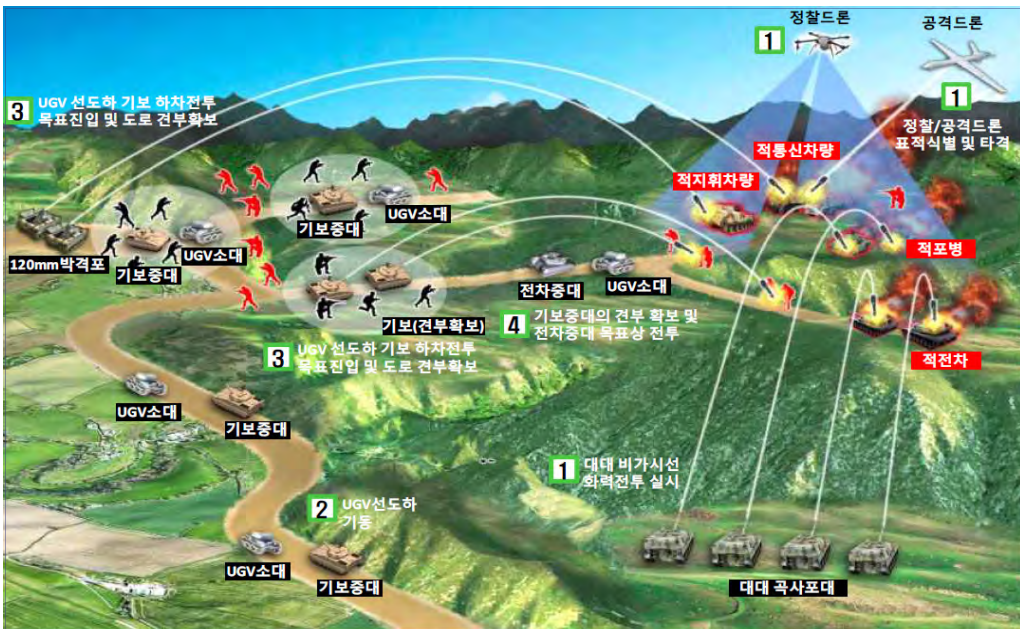 정찰드론
1
공격드론
1
정찰/공격드론
표적식별 및 타격
3
UGV 선도하 기보 하차전투
목표진입 및 도로 견부확보
적통신차량
적지휘차량
UGV소대
기보중대
UGV소대
기보중대
120mm박격포
적포병
전차중대
UGV소대
기보(견부확보)
4
기보중대의 견부 확보 및
전차중대 목표상 전투
3
UGV 선도하 기보 하차전투
목표진입 및 도로 견부확보
적전차
UGV소대
기보중대
1
대대 비가시선
화력전투 실시
2
UGV선도하
기동
UGV소대
기보중대
대대 곡사포대